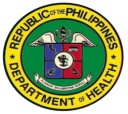 REPUBLIC OF THE PHILIPPINES
DEPARTMENT OF HEALTH